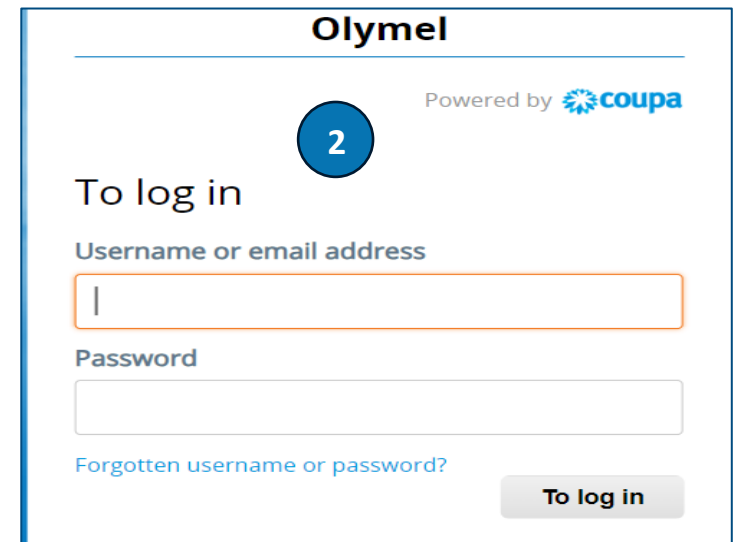 Olymel
Powered by coupa
2
To log in
Username or email address
Password
Forgotten username or password?
To log in